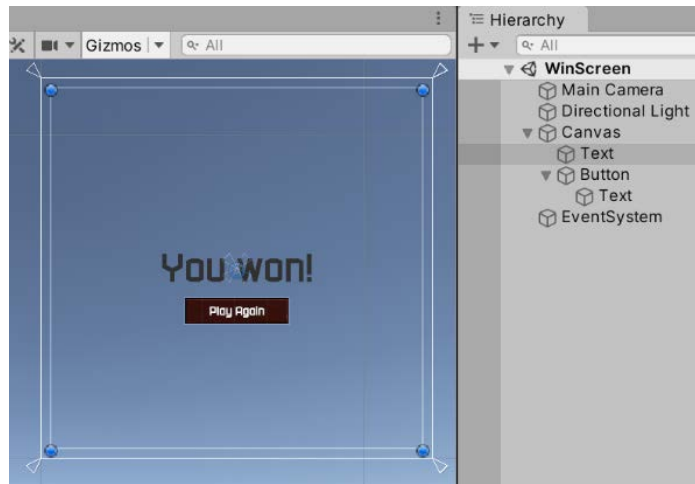 Gizmos
All
You won!
Play Again
Hierarchy
All
WinScreen
Main Camera
Directional Light
Canvas
Text
Button
Text
EventSystem